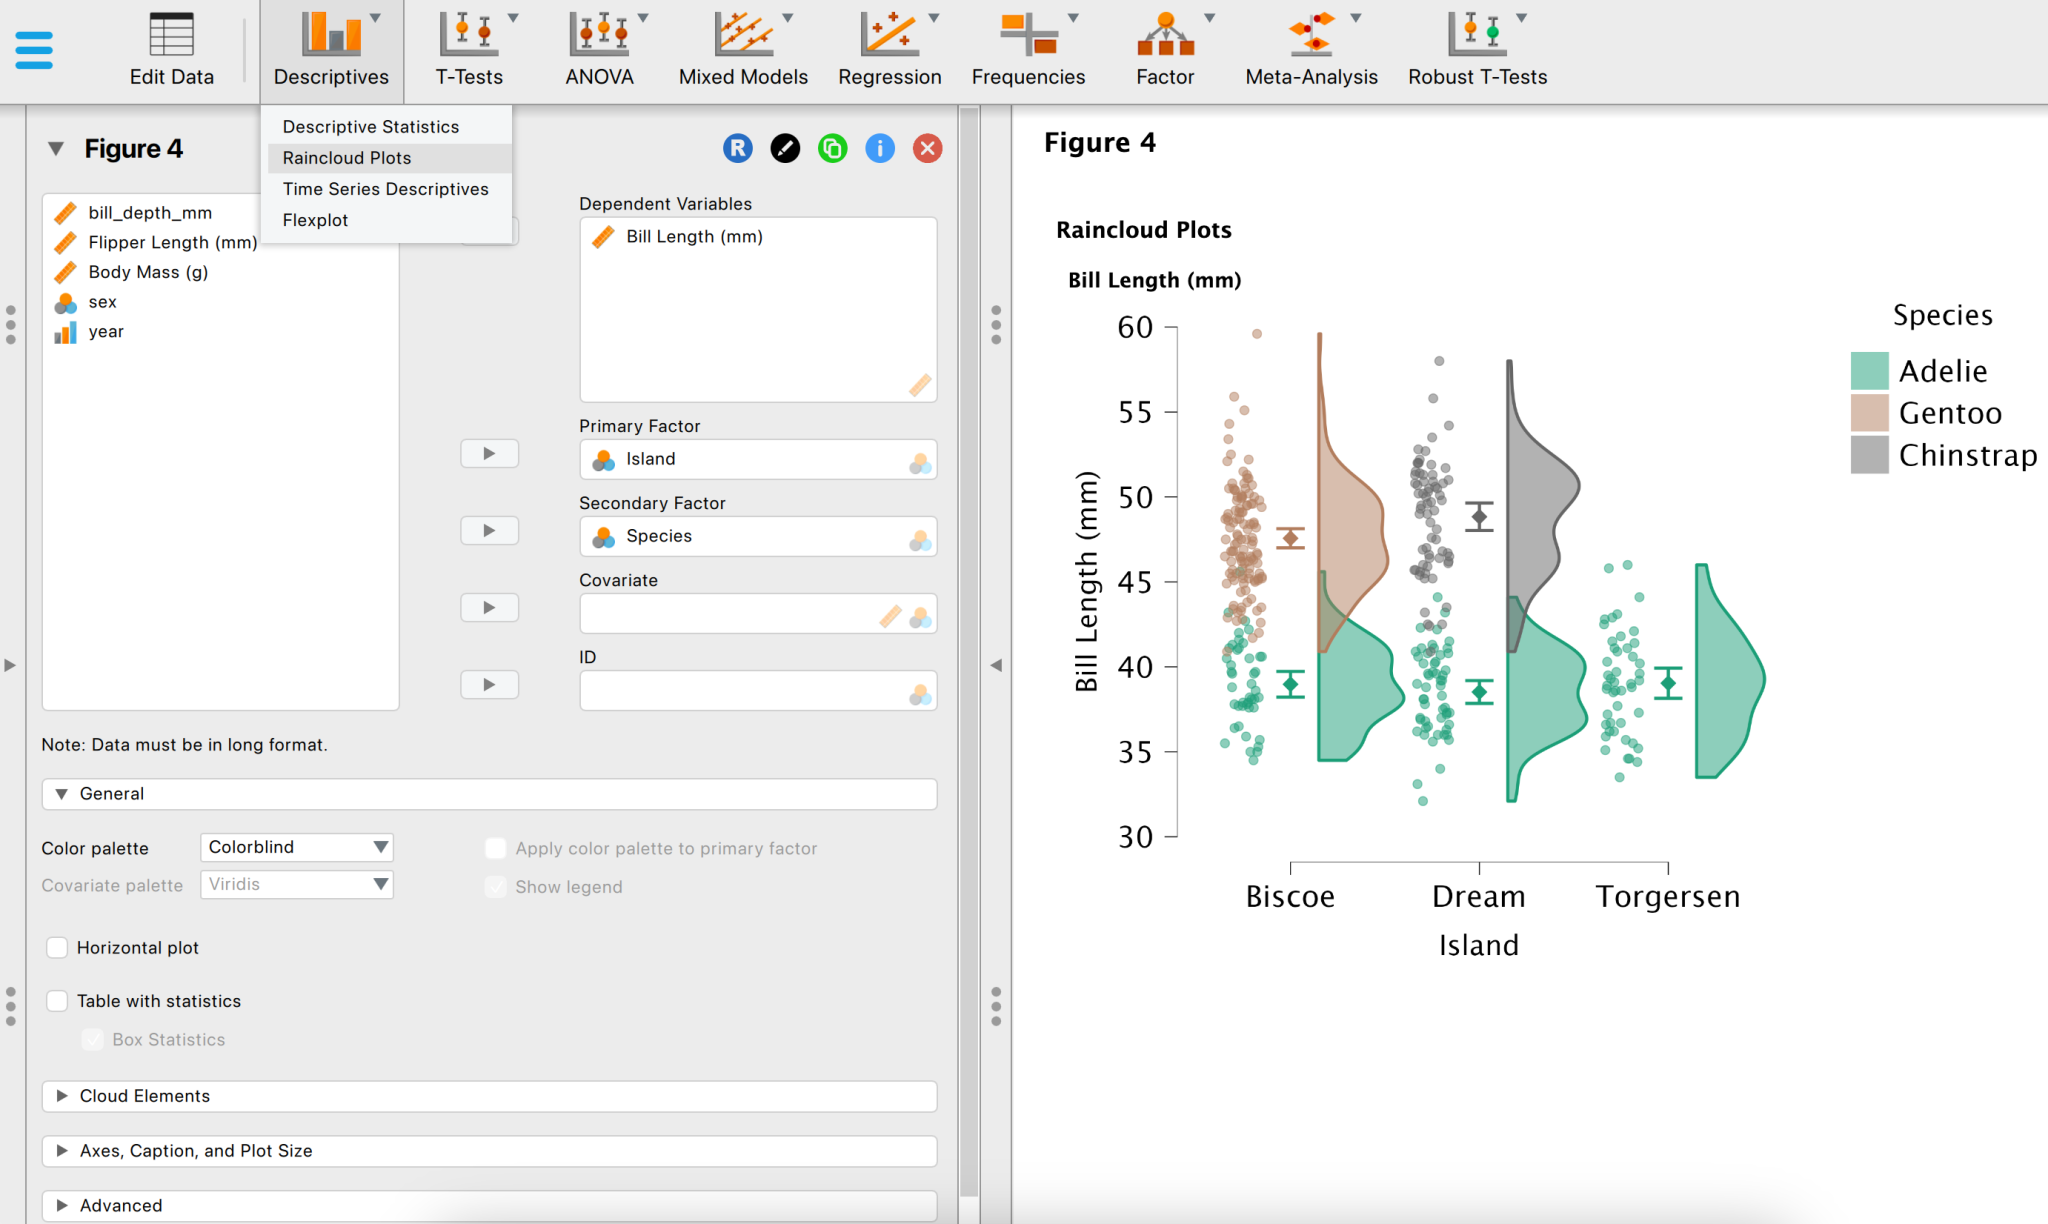 Edit Data
Descriptives
T-Tests
ANOVA
Mixed Models
Regression
Frequencies
Factor
Meta-Analysis
Robust T-Tests
Descriptive Statistics
Raincloud Plots
Time Series Descriptives
Flexplot
Figure 4
R
i
bill_depth_mm
Flipper Length (mm)
Body Mass (g)
sex
year
Dependent Variables
Bill Length (mm)
Primary Factor
Island
Secondary Factor
Species
Covariate
ID
Note: Data must be in long format.
General
Color palette
Colorblind
Apply color palette to primary factor
Covariate palette
Viridis
Show legend
Horizontal plot
Table with statistics
Box Statistics
Cloud Elements
Axes, Caption, and Plot Size
Advanced
Figure 4
Raincloud Plots
Bill Length (mm)
60
55
50
45
40
35
30
Bill Length (mm)
Biscoe
Dream
Torgersen
Island
Species
Adelie
Gentoo
Chinstrap